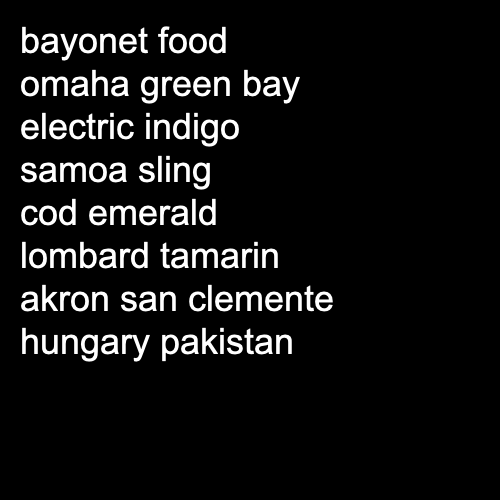 bayonet food
omaha green bay
electric indigo
samoa sling
cod emerald
lombard tamarin
akron san clemente
hungary pakistan